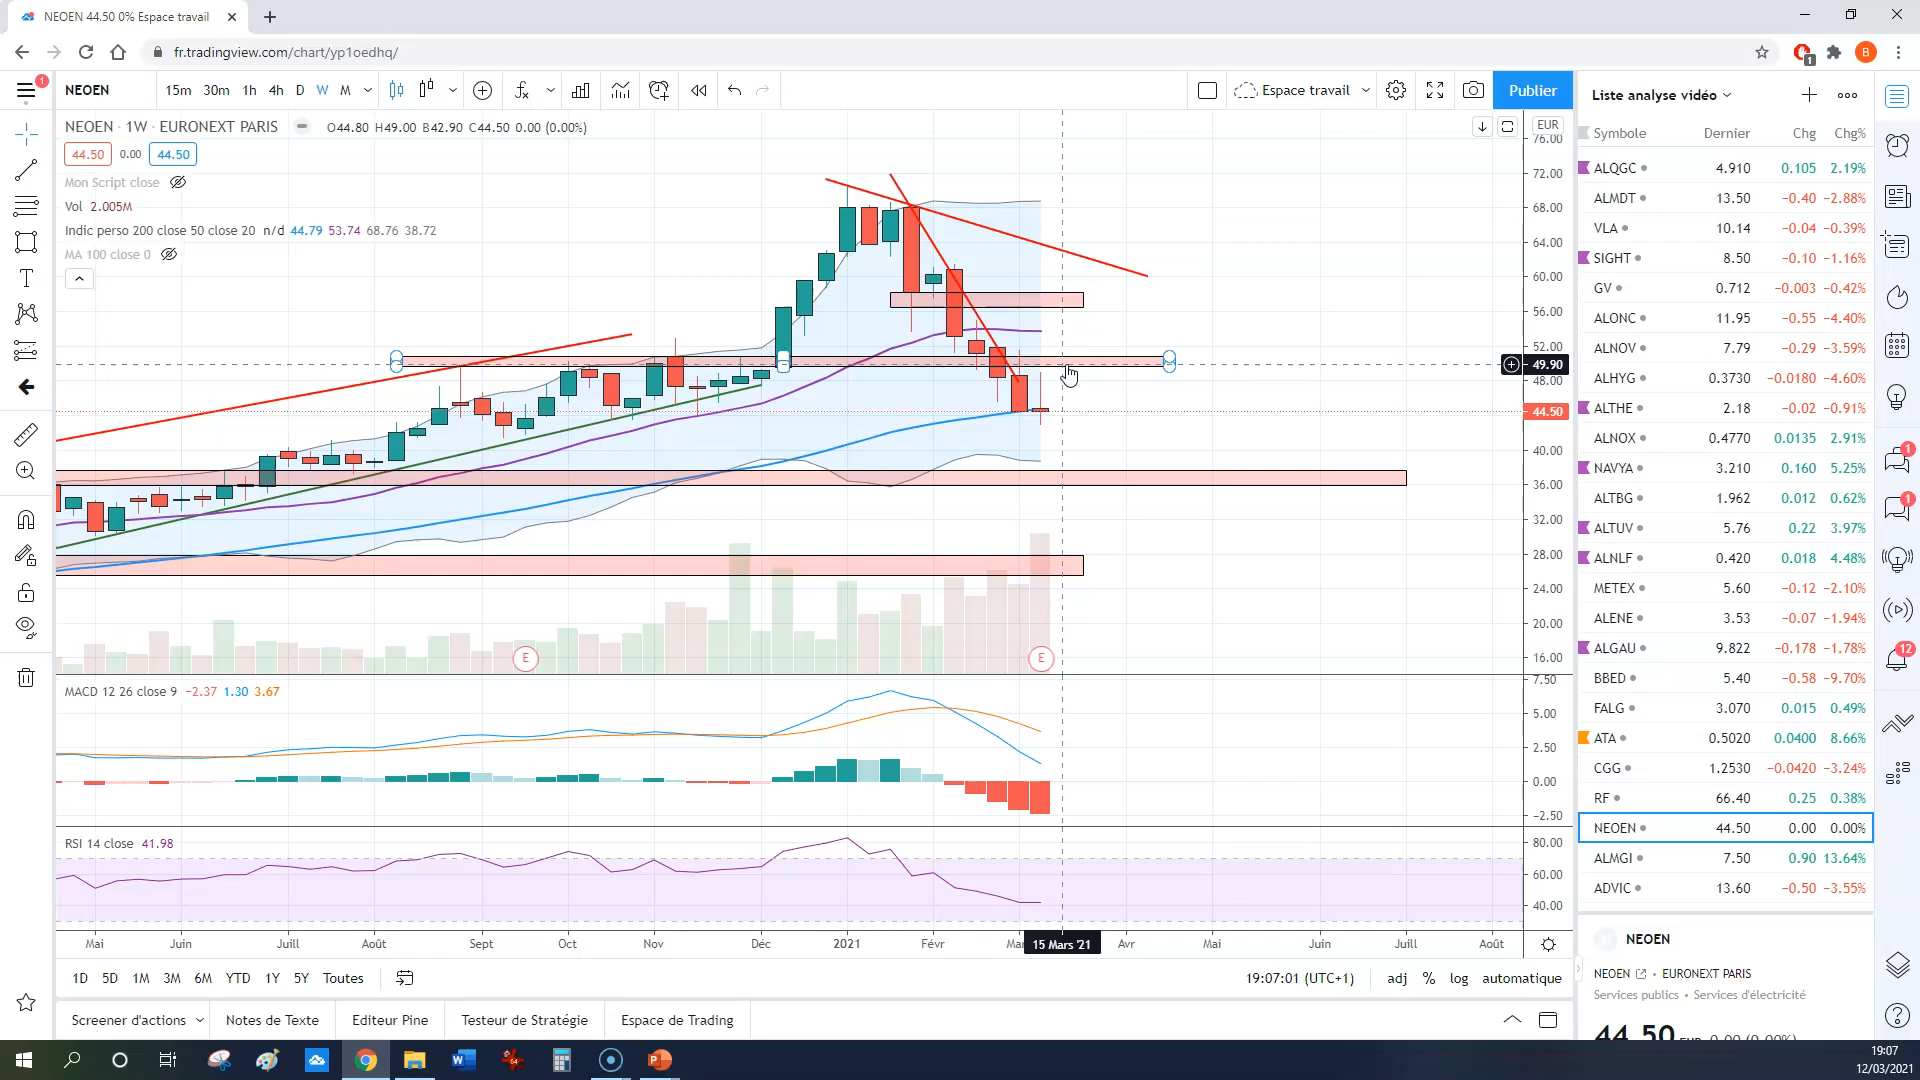 NEOEN 44.50 0% Espace travail
fr.tradingview.com/chart/yp1oedhq/
1
B
1
NEOEN 15m 30m 1h 4h D W M Espace travail Publier
NEOEN · 1W · EURONEXT PARIS O44.80 H49.00 B42.90 C44.50 0.00 (0.00%)
44.50 0.00 44.50
Mon Script close
Vol 2.005M
Indic perso 200 close 50 close 20 n/d 44.79 53.74 68.76 38.72
MA 100 close 0
EUR
76.00
72.00
68.00
64.00
60.00
56.00
52.00
49.90
48.00
44.50
40.00
36.00
32.00
28.00
24.00
20.00
16.00
E E
MACD 12 26 close 9 −2.37 1.30 3.67
7.50
5.00
2.50
0.00
−2.50
RSI 14 close 41.98
80.00
60.00
40.00
Mai Juin Juill Août Sept Oct Nov Déc 2021 Févr Mar 15 Mars '21 Avr Mai Juin Juill Août
1D 5D 1M 3M 6M YTD 1Y 5Y Toutes 19:07:01 (UTC+1) adj % log automatique
Screener d'actions Notes de Texte Editeur Pine Testeur de Stratégie Espace de Trading
Liste analyse vidéo
Symbole Dernier Chg Chg%
ALQGC 4.910 0.105 2.19%
ALMDT 13.50 −0.40 −2.88%
VLA 10.14 −0.04 −0.39%
SIGHT 8.50 −0.10 −1.16%
GV 0.712 −0.003 −0.42%
ALONC 11.95 −0.55 −4.40%
ALNOV 7.79 −0.29 −3.59%
ALHYG 0.3730 −0.0180 −4.60%
ALTHE 2.18 −0.02 −0.91%
ALNOX 0.4770 0.0135 2.91%
NAVYA 3.210 0.160 5.25%
ALTBG 1.962 0.012 0.62%
ALTUV 5.76 0.22 3.97%
ALNLF 0.420 0.018 4.48%
METEX 5.60 −0.12 −2.10%
ALENE 3.53 −0.07 −1.94%
ALGAU 9.822 −0.178 −1.78%
BBED 5.40 −0.58 −9.70%
FALG 3.070 0.015 0.49%
ATA 0.5020 0.0400 8.66%
CGG 1.2530 −0.0420 −3.24%
RF 66.40 0.25 0.38%
NEOEN 44.50 0.00 0.00%
ALMGI 7.50 0.90 13.64%
ADVIC 13.60 −0.50 −3.55%
NEOEN
NEOEN EURONEXT PARIS
Services publics • Services d'électricité
44.50 EUR 0.00 (0.00%)
1
1
12
19:07
12/03/2021